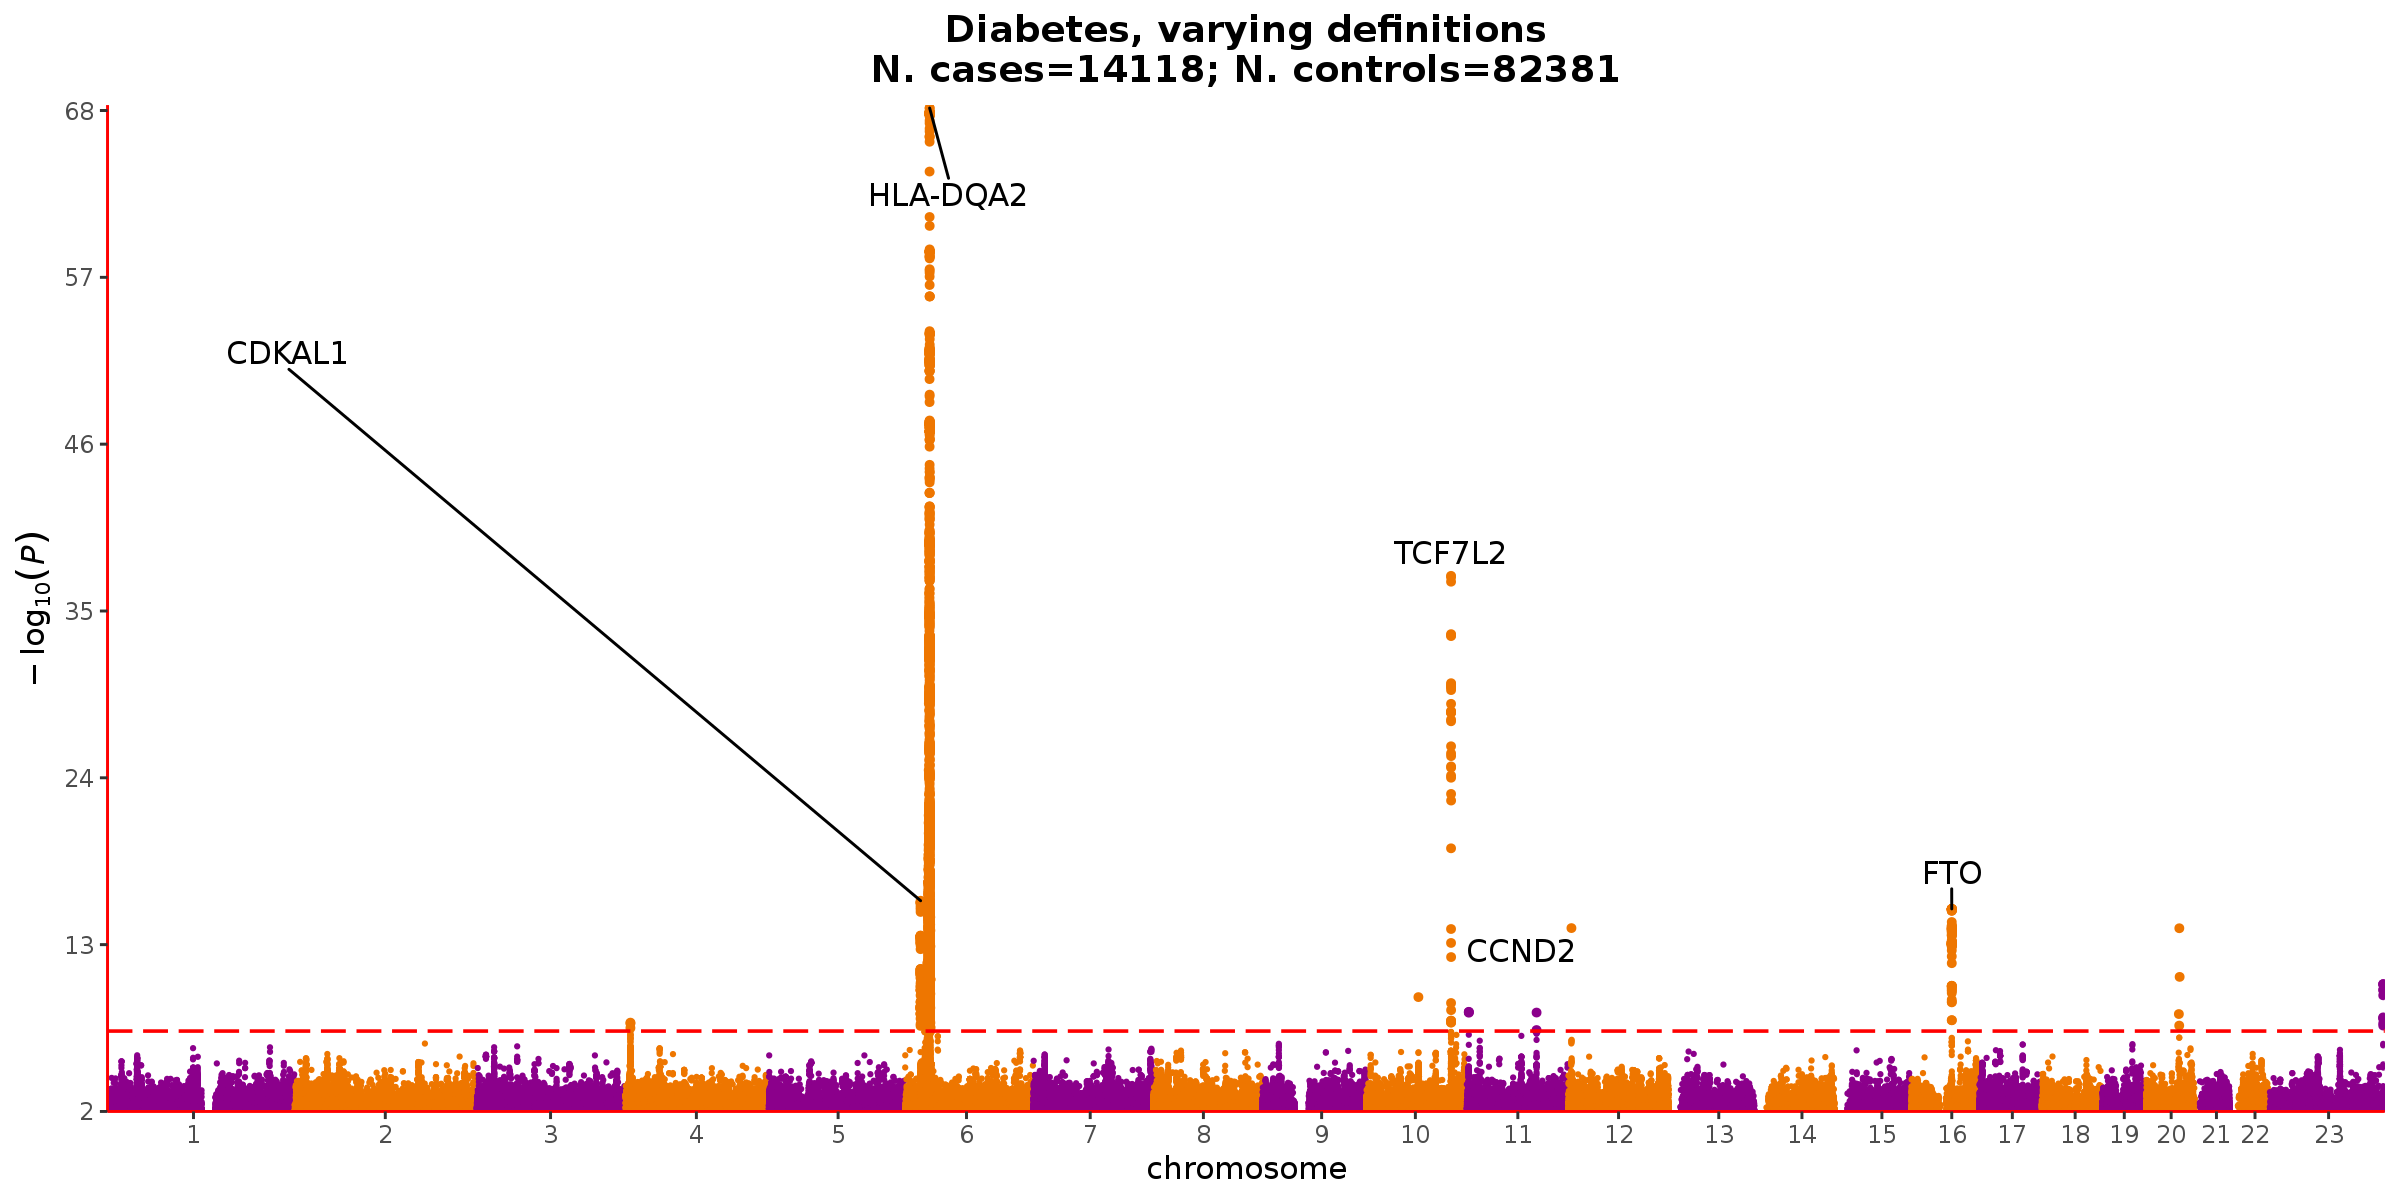 Diabetes, varying definitions
N. cases=14118; N. controls=82381
68
HLA-DQA2
57
CDKAL1
46
TCF7L2
35
− log10(P)
24
FTO
13
CCND2
2
1 2 3 4 5 6 7 8 9 10 11 12 13 14 15 16 17 18 19 20 21 22 23
chromosome